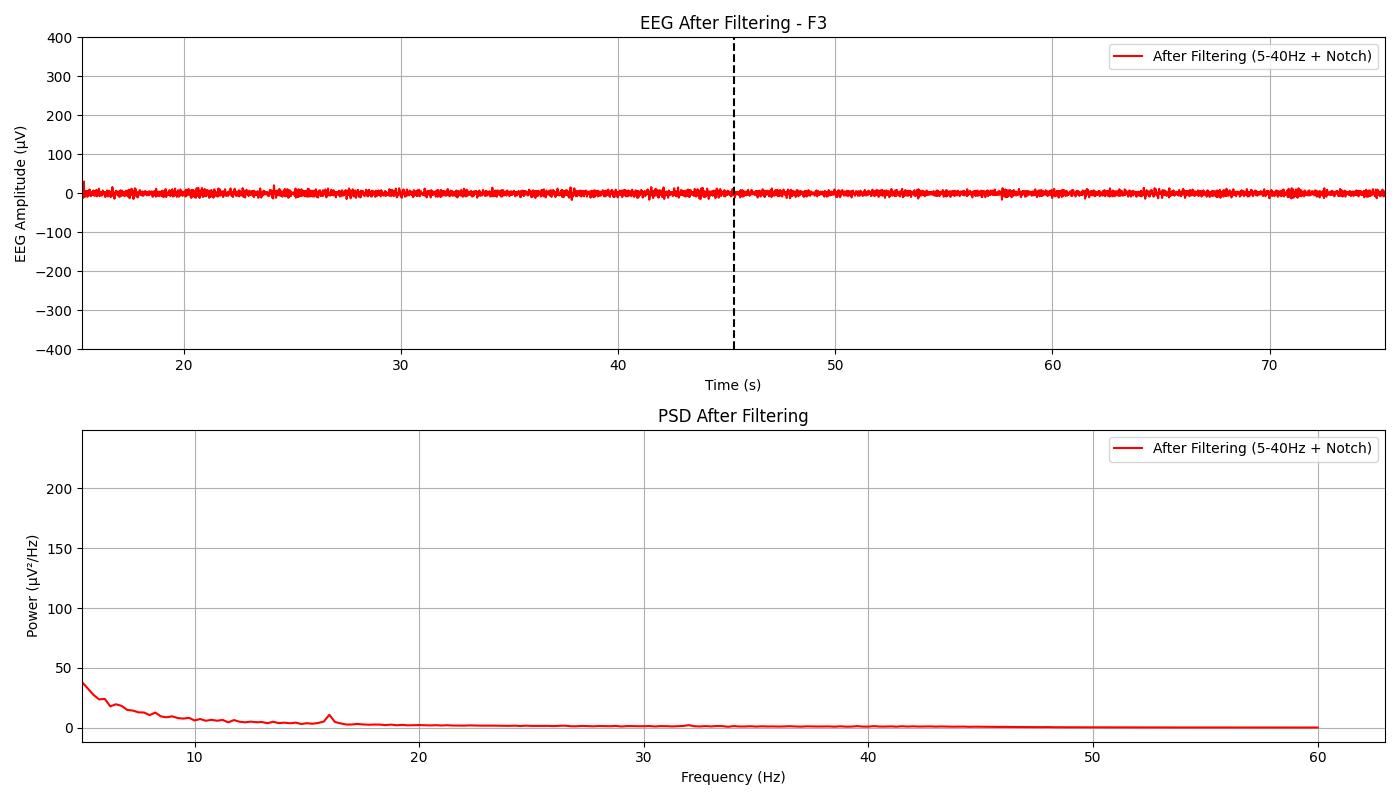 EEG After Filtering - F3
After Filtering (5-40Hz + Notch)
EEG Amplitude (µV)
400
300
200
100
0
−100
−200
−300
−400
20 30 40 50 60 70
Time (s)
PSD After Filtering
After Filtering (5-40Hz + Notch)
Power (µV²/Hz)
200
150
100
50
0
10 20 30 40 50 60
Frequency (Hz)